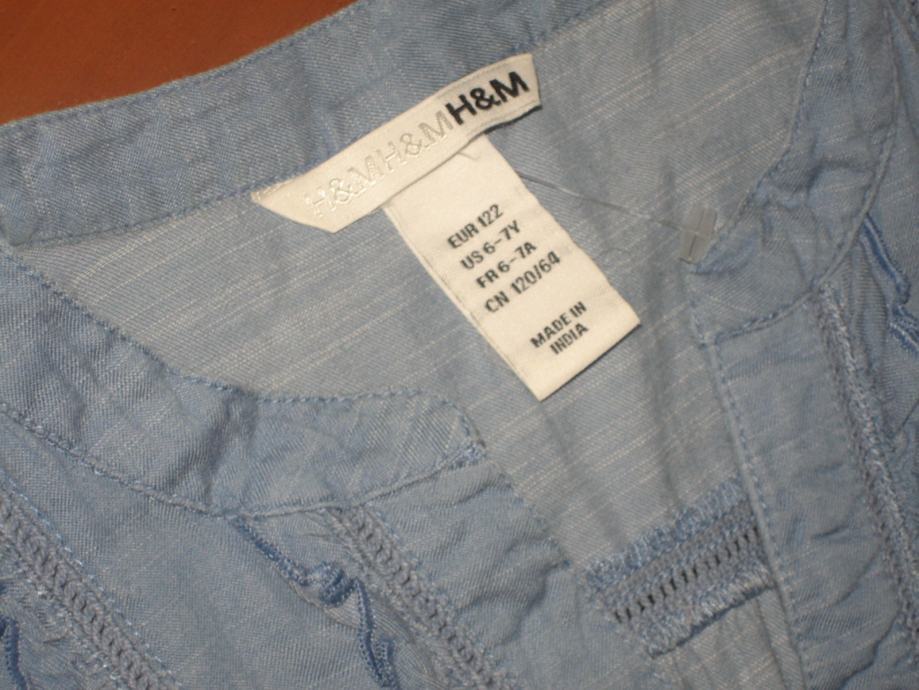 H&MH&MH&M
EUR 122
US 6-7Y
FR 6-7A
CN 120/64
MADE IN
INDIA